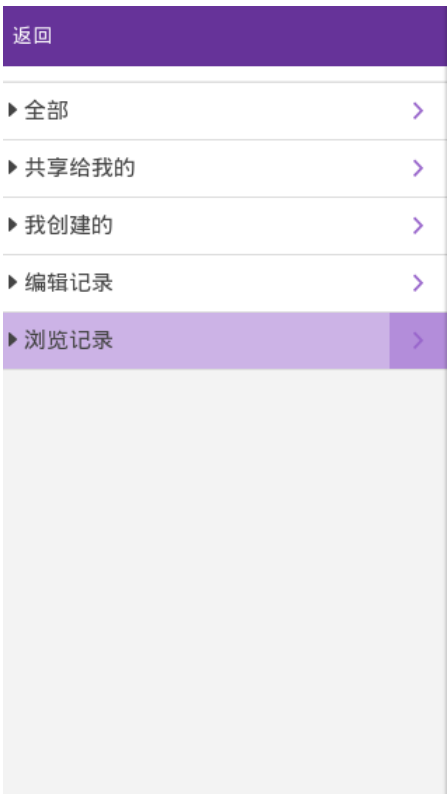 返回
全部
共享给我的
我创建的
编辑记录
浏览记录